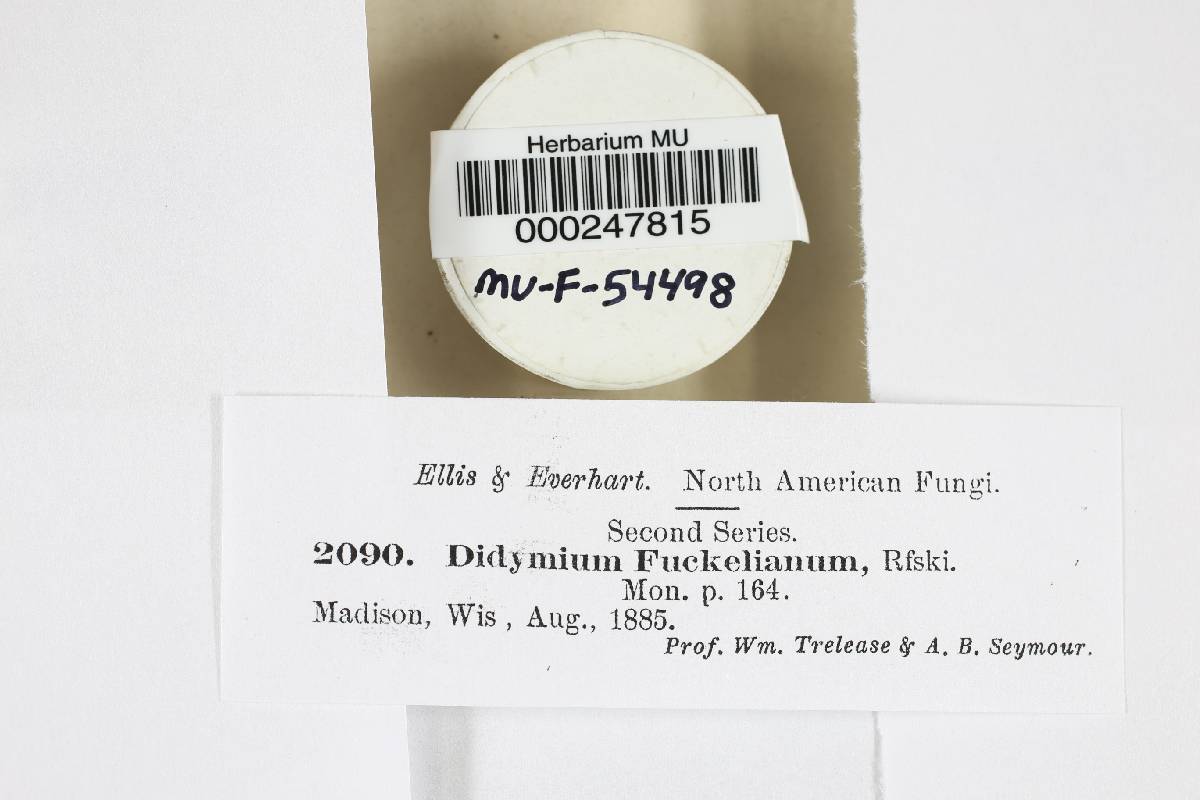 Herbarium MU
000247815
MU-F-54498
Ellis & Everhart. North American Fungi.
Second Series.
2090. Didymium Fuckelianum, Rfski.
Mon. p. 164.
Madison, Wis , Aug., 1885.
Prof. Wm. Trelease & A. B. Seymour.